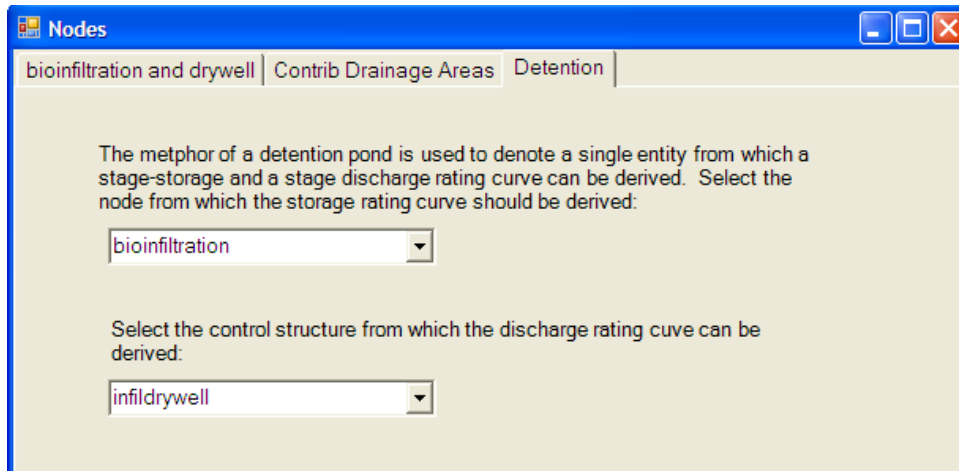 Nodes
bioinfiltration and drywell Contrib Drainage Areas Detention
The metphor of a detention pond is used to denote a single entity from which a
stage-storage and a stage discharge rating curve can be derived. Select the
node from which the storage rating curve should be derived:
bioinfiltration
Select the control structure from which the discharge rating cuve can be
derived:
infildrywell